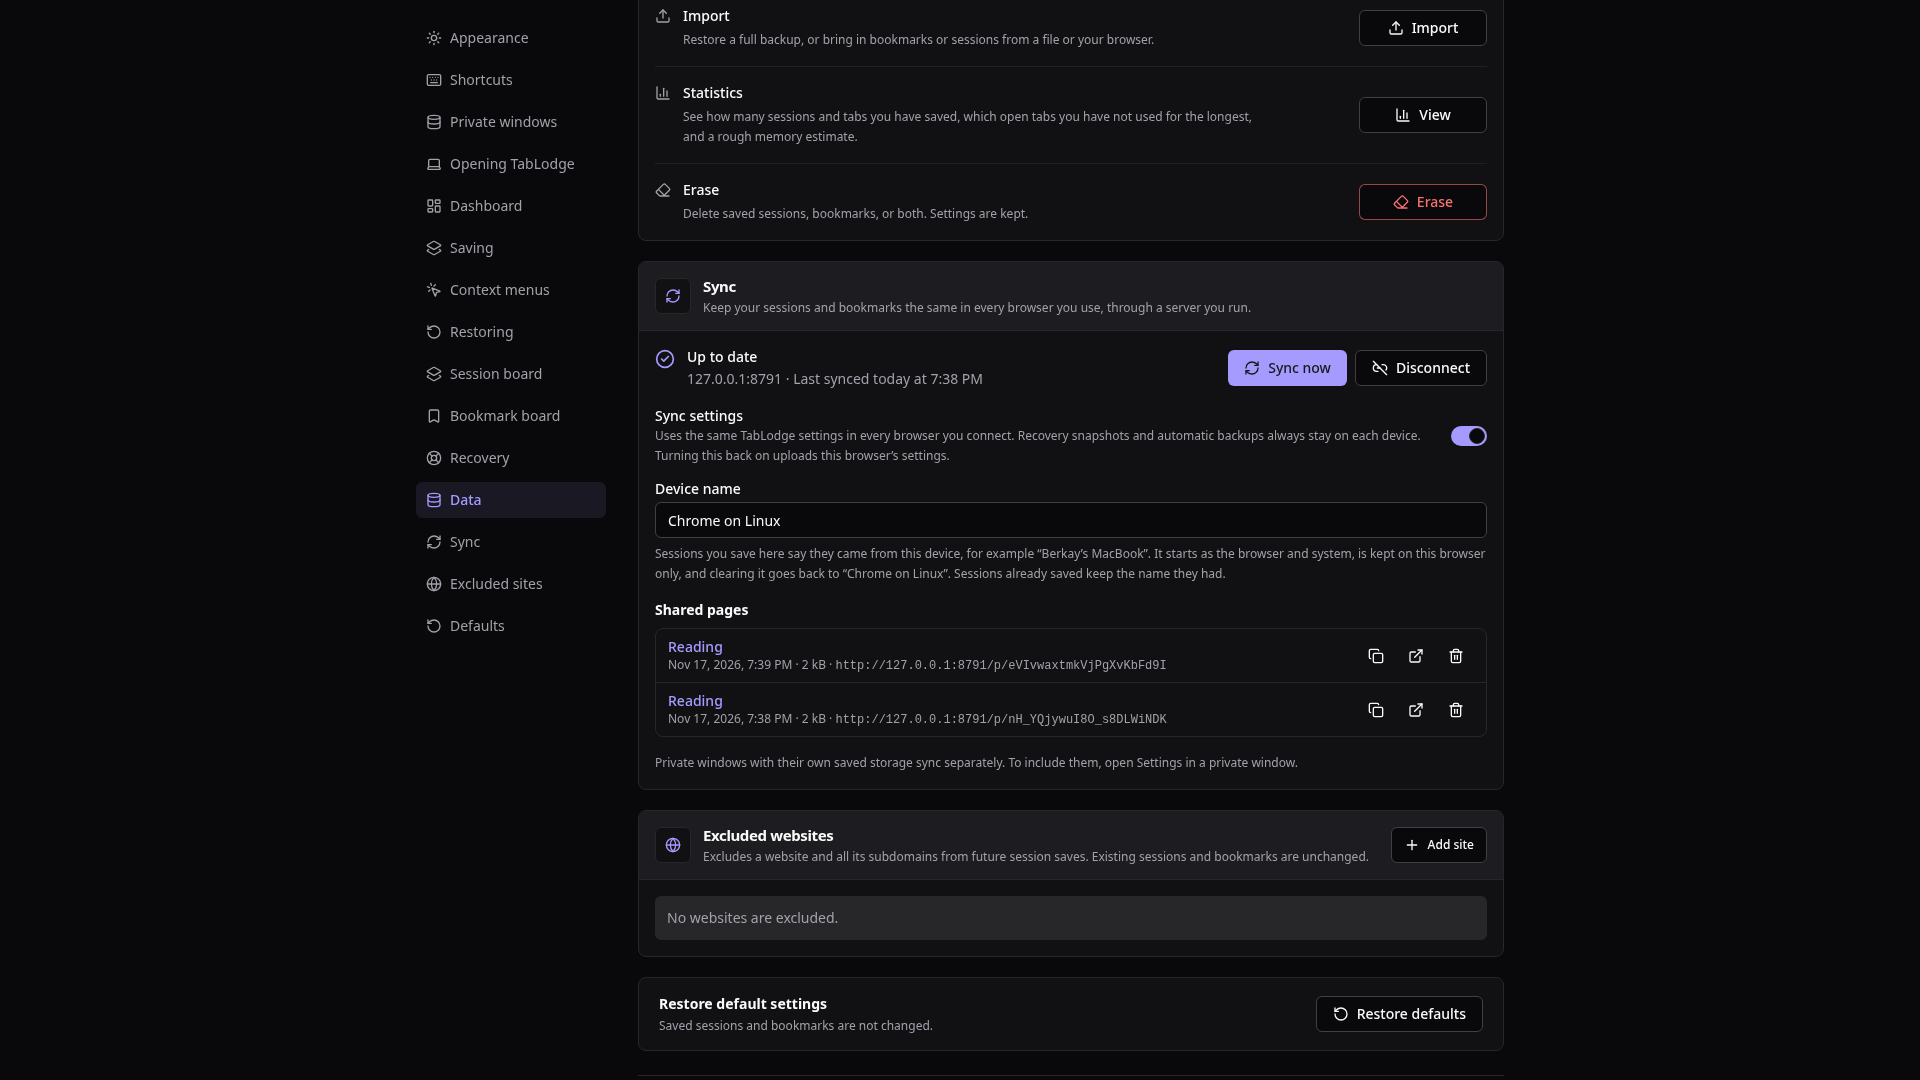 Appearance
Shortcuts
Private windows
Opening TabLodge
Dashboard
Saving
Context menus
Restoring
Session board
Bookmark board
Recovery
Data
Sync
Excluded sites
Defaults
Import
Restore a full backup, or bring in bookmarks or sessions from a file or your browser.
Import
Statistics
See how many sessions and tabs you have saved, which open tabs you have not used for the longest,
and a rough memory estimate.
View
Erase
Delete saved sessions, bookmarks, or both. Settings are kept.
Erase
Sync
Keep your sessions and bookmarks the same in every browser you use, through a server you run.
Up to date
127.0.0.1:8791 · Last synced today at 7:38 PM
Sync now
Disconnect
Sync settings
Uses the same TabLodge settings in every browser you connect. Recovery snapshots and automatic backups always stay on each device.
Turning this back on uploads this browser’s settings.
Device name
Chrome on Linux
Sessions you save here say they came from this device, for example “Berkay’s MacBook”. It starts as the browser and system, is kept on this browser
only, and clearing it goes back to “Chrome on Linux”. Sessions already saved keep the name they had.
Shared pages
Reading
Nov 17, 2026, 7:39 PM · 2 kB · http://127.0.0.1:8791/p/eVIvwaxtmkVjPgXvKbFd9I
Reading
Nov 17, 2026, 7:38 PM · 2 kB · http://127.0.0.1:8791/p/nH_YQjywuI8O_s8DLWiNDK
Private windows with their own saved storage sync separately. To include them, open Settings in a private window.
Excluded websites
Excludes a website and all its subdomains from future session saves. Existing sessions and bookmarks are unchanged.
Add site
No websites are excluded.
Restore default settings
Saved sessions and bookmarks are not changed.
Restore defaults